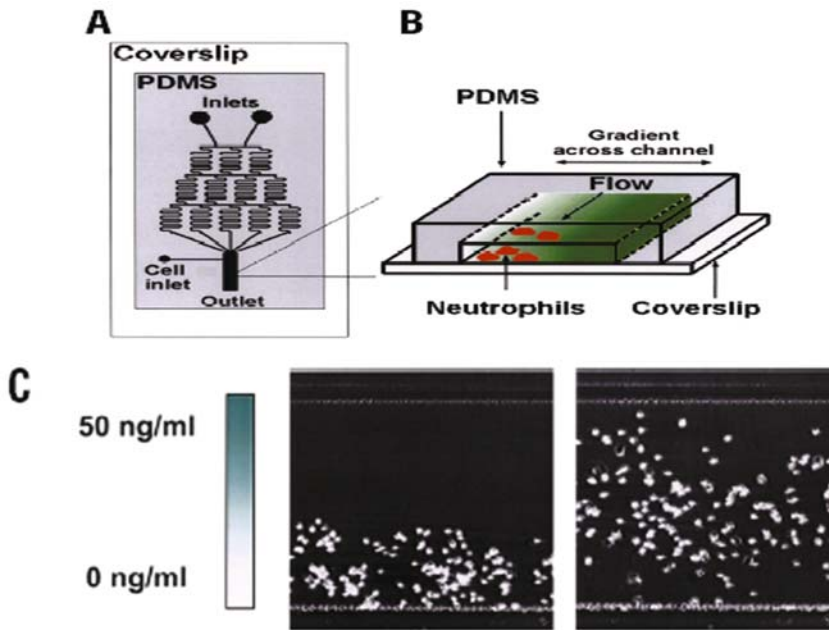 A
Coverslip
PDMS
Inlets
Cell
inlet
Outlet
B
PDMS
Gradient
across channel
Flow
Neutrophils
Coverslip
C
50 ng/ml
0 ng/ml